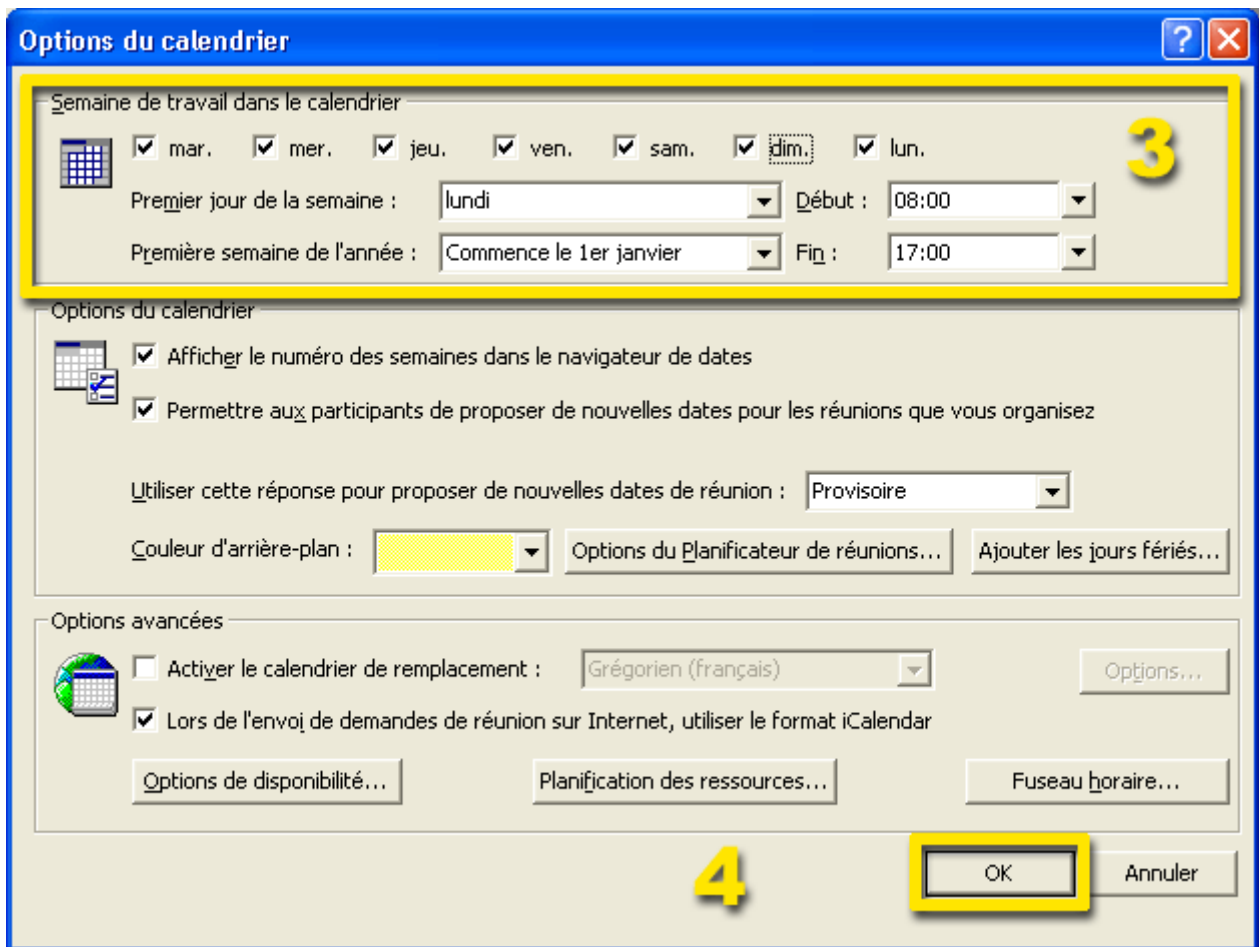 Options du calendrier
Semaine de travail dans le calendrier
3
mar. mer. jeu. ven. sam. dim. lun.
Premier jour de la semaine : lundi Début : 08:00
Première semaine de l'année : Commence le 1er janvier Fin : 17:00
Options du calendrier
Afficher le numéro des semaines dans le navigateur de dates
Permettre aux participants de proposer de nouvelles dates pour les réunions que vous organisez
Utiliser cette réponse pour proposer de nouvelles dates de réunion : Provisoire
Couleur d'arrière-plan : Options du Planificateur de réunions... Ajouter les jours fériés...
Options avancées
Activer le calendrier de remplacement : Grégorien (français) Options...
Lors de l'envoi de demandes de réunion sur Internet, utiliser le format iCalendar
Options de disponibilité... Planification des ressources... Fuseau horaire...
4
OK Annuler